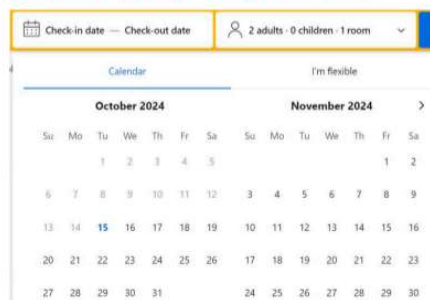 Check-in date — Check-out date
2 adults · 0 children · 1 room
Calendar
I'm flexible
October 2024
Su Mo Tu We Th Fr Sa
1 2 3 4 5
6 7 8 9 10 11 12
13 14 15 16 17 18 19
20 21 22 23 24 25 26
27 28 29 30 31
November 2024
Su Mo Tu We Th Fr Sa
1 2
3 4 5 6 7 8 9
10 11 12 13 14 15 16
17 18 19 20 21 22 23
24 25 26 27 28 29 30